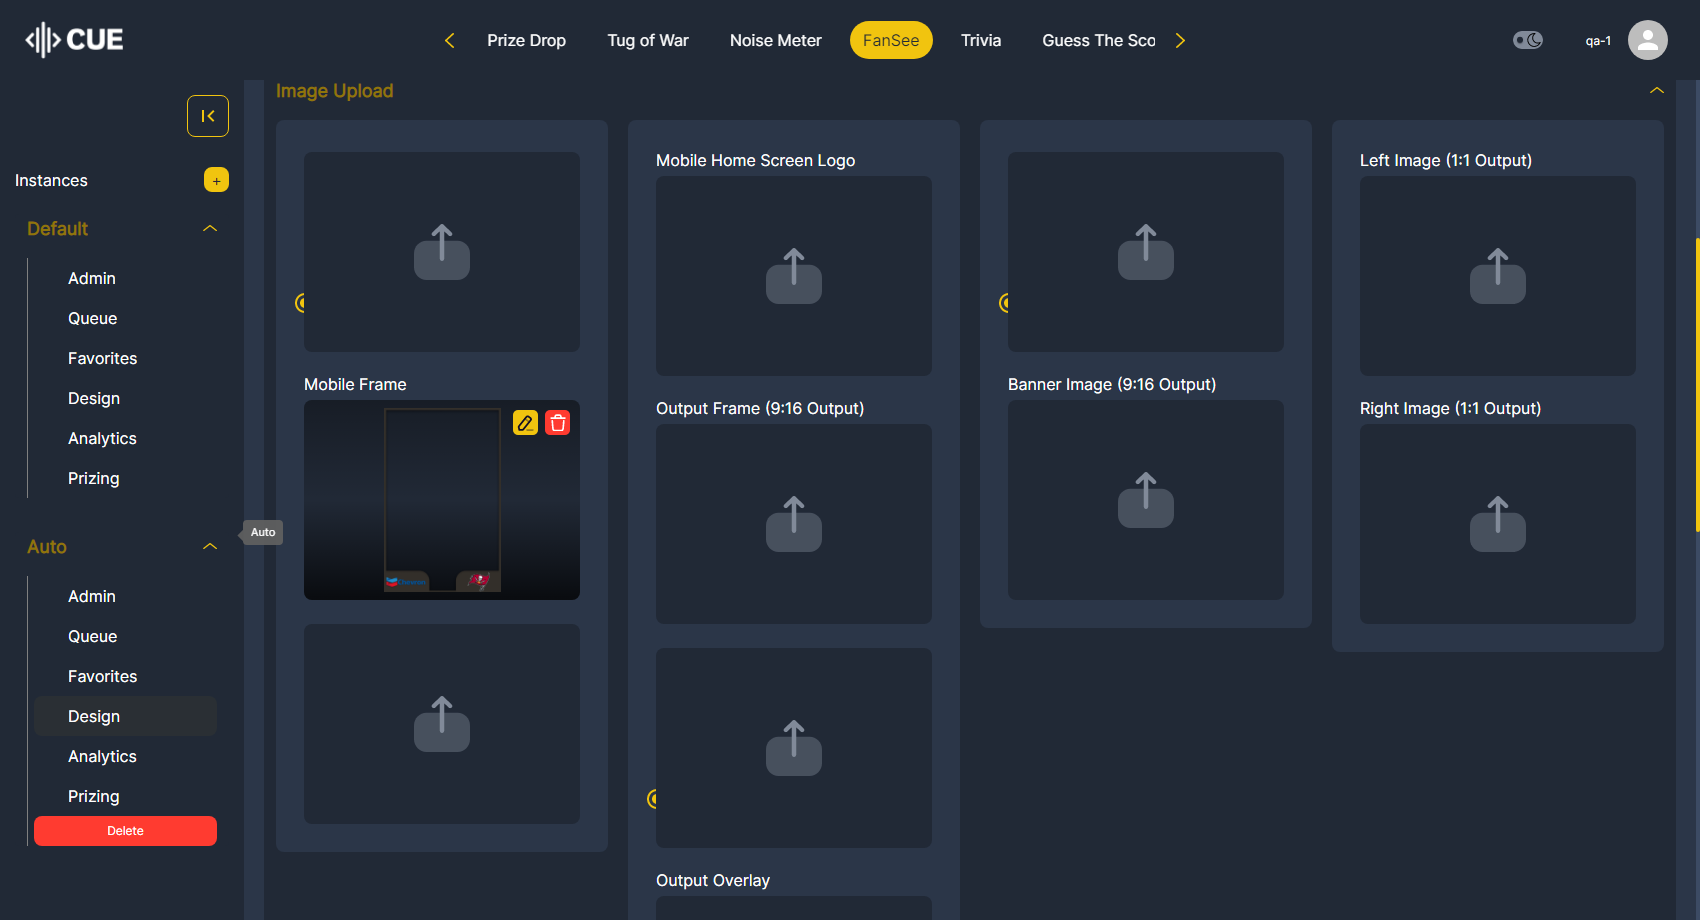 CUE
Prize Drop
Tug of War
Noise Meter
FanSee
Trivia
Guess The Sco
qa-1
Instances
+
Default
Admin
Queue
Favorites
Design
Analytics
Prizing
Auto
Auto
Admin
Queue
Favorites
Design
Analytics
Prizing
Delete
Image Upload
Mobile Frame
Mobile Home Screen Logo
Output Frame (9:16 Output)
Output Overlay
Banner Image (9:16 Output)
Left Image (1:1 Output)
Right Image (1:1 Output)